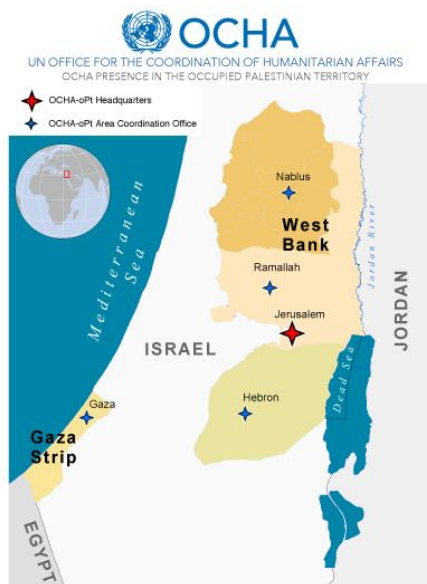 OCHA
UN OFFICE FOR THE COORDINATION OF HUMANITARIAN AFFAIRS
OCHA PRESENCE IN THE OCCUPIED PALESTINIAN TERRITORY
OCHA-oPt Headquarters
OCHA-oPt Area Coordination Office
Mediterranean
Sea
Nablus
West
Bank
Jordan River
Ramallah
Jerusalem
ISRAEL
JORDAN
Dead Sea
Gaza
Hebron
Gaza
Strip
EGYPT